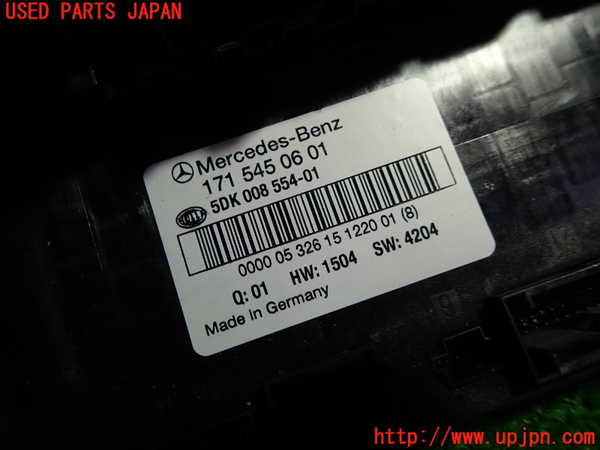 USED PARTS JAPAN
Mercedes-Benz
171 545 06 01
5DK 008 554-01
0000 05 326 15 1220 01 (8)
Q: 01 HW: 1504 SW: 4204
Made In Germany
http://www.upjpn.com